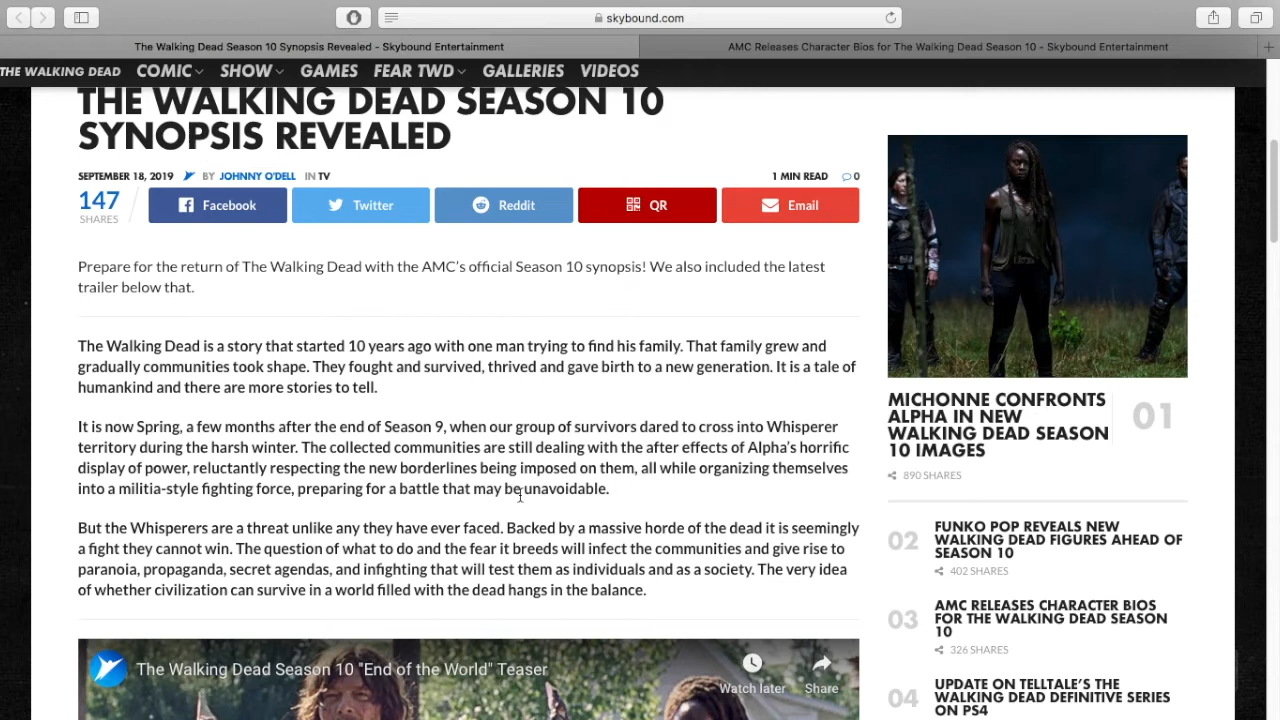 skybound.com
The Walking Dead Season 10 Synopsis Revealed - Skybound Entertainment
AMC Releases Character Bios for The Walking Dead Season 10 - Skybound Entertainment
THE WALKING DEAD COMIC SHOW GAMES FEAR TWD GALLERIES VIDEOS
THE WALKING DEAD SEASON 10
SYNOPSIS REVEALED
SEPTEMBER 18, 2019 BY JOHNNY O'DELL IN TV 1 MIN READ 0
147
SHARES
Facebook Twitter Reddit QR Email
Prepare for the return of The Walking Dead with the AMC's official Season 10 synopsis! We also included the latest
trailer below that.
The Walking Dead is a story that started 10 years ago with one man trying to find his family. That family grew and
gradually communities took shape. They fought and survived, thrived and gave birth to a new generation. It is a tale of
humankind and there are more stories to tell.
It is now Spring, a few months after the end of Season 9, when our group of survivors dared to cross into Whisperer
territory during the harsh winter. The collected communities are still dealing with the after effects of Alpha's horrific
display of power, reluctantly respecting the new borderlines being imposed on them, all while organizing themselves
into a militia-style fighting force, preparing for a battle that may be unavoidable.
But the Whisperers are a threat unlike any they have ever faced. Backed by a massive horde of the dead it is seemingly
a fight they cannot win. The question of what to do and the fear it breeds will infect the communities and give rise to
paranoia, propaganda, secret agendas, and infighting that will test them as individuals and as a society. The very idea
of whether civilization can survive in a world filled with the dead hangs in the balance.
The Walking Dead Season 10 "End of the World" Teaser
Watch later Share
MICHONNE CONFRONTS
ALPHA IN NEW
WALKING DEAD SEASON
10 IMAGES
01
890 SHARES
02
FUNKO POP REVEALS NEW
WALKING DEAD FIGURES AHEAD OF
SEASON 10
402 SHARES
03
AMC RELEASES CHARACTER BIOS
FOR THE WALKING DEAD SEASON
10
326 SHARES
04
UPDATE ON TELLTALE'S THE
WALKING DEAD DEFINITIVE SERIES
ON PS4